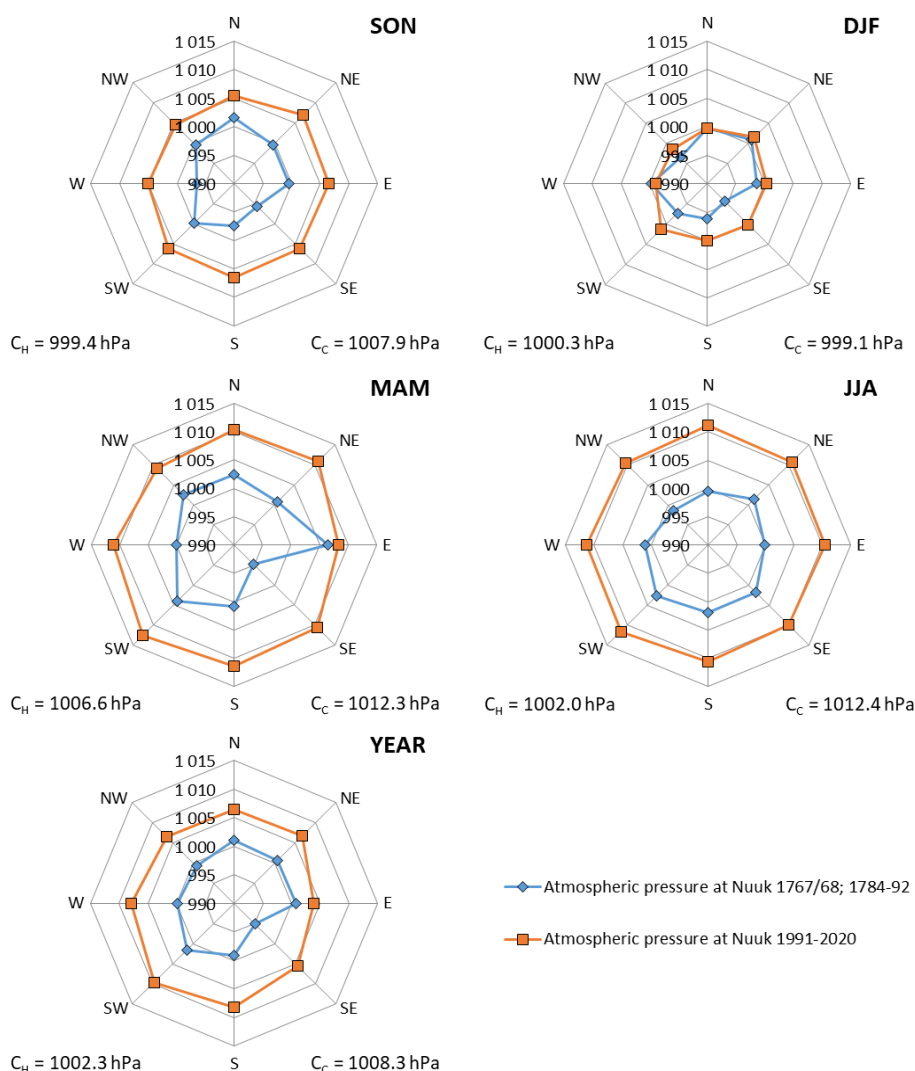 N
SON
1 015
1 010
1 005
1 000
995
990
NW
NE
W
E
SW
SE
S
C_H = 999.4 hPa
C_C = 1007.9 hPa
N
DJF
1 015
1 010
1 005
1 000
995
990
NW
NE
W
E
SW
SE
S
C_H = 1000.3 hPa
C_C = 999.1 hPa
N
MAM
1 015
1 010
1 005
1 000
995
990
NW
NE
W
E
SW
SE
S
C_H = 1006.6 hPa
C_C = 1012.3 hPa
N
JJA
1 015
1 010
1 005
1 000
995
990
NW
NE
W
E
SW
SE
S
C_H = 1002.0 hPa
C_C = 1012.4 hPa
N
YEAR
1 015
1 010
1 005
1 000
995
990
NW
NE
W
E
SW
SE
S
C_H = 1002.3 hPa
C_C = 1008.3 hPa
Atmospheric pressure at Nuuk 1767/68; 1784-92
Atmospheric pressure at Nuuk 1991-2020